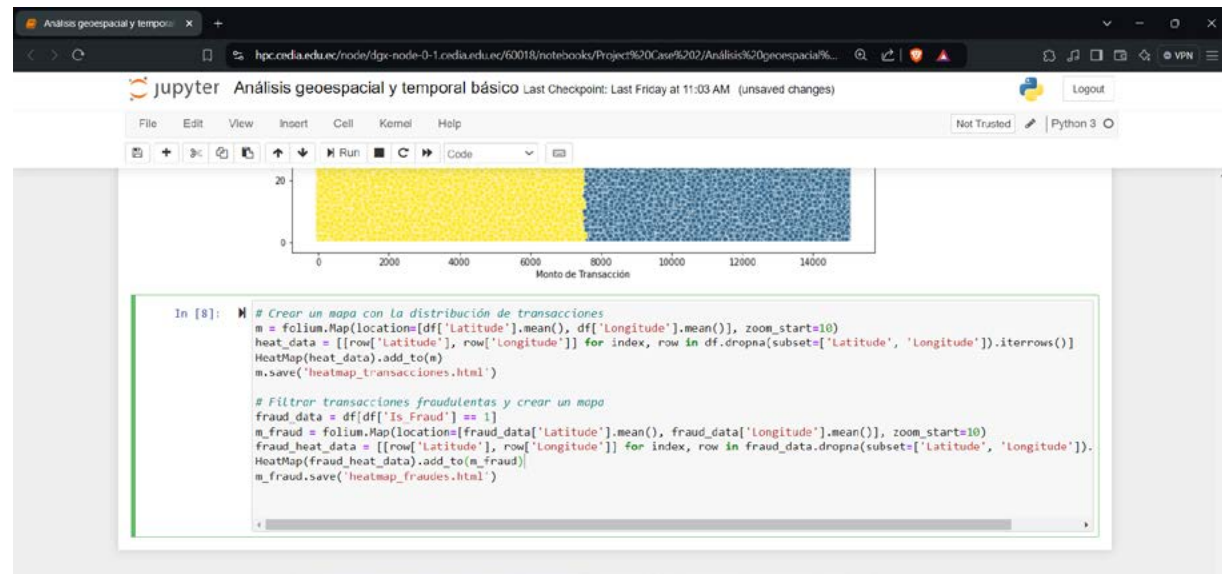 Análisis geoespacial y tempora
hpc.cedia.edu.ec/node/dgx-node-0-1.cedia.edu.ec/60018/notebooks/Project%20Case%202/Análisis%20geoespacial%...
VPN
jupyter Análisis geoespacial y temporal básico Last Checkpoint: Last Friday at 11:03 AM (unsaved changes)
Logout
File Edit View Insert Cell Kernel Help
Not Trusted Python 3
Run Code
20
0
0 2000 4000 6000 8000 10000 12000 14000
Monto de Transacción
In [8]:
# Crear un mapa con la distribución de transacciones
m = folium.Map(location=[df['Latitude'].mean(), df['Longitude'].mean()], zoom_start=10)
heat_data = [[row['Latitude'], row['Longitude']] for index, row in df.dropna(subset=['Latitude', 'Longitude']).iterrows()]
HeatMap(heat_data).add_to(m)
m.save('heatmap_transacciones.html')
# Filtrar transacciones fraudulentas y crear un mapa
fraud_data = df[df['Is_Fraud'] == 1]
m_fraud = folium.Map(location=[fraud_data['Latitude'].mean(), fraud_data['Longitude'].mean()], zoom_start=10)
fraud_heat_data = [[row['Latitude'], row['Longitude']] for index, row in fraud_data.dropna(subset=['Latitude', 'Longitude']).
HeatMap(fraud_heat_data).add_to(m_fraud)
m_fraud.save('heatmap_fraudes.html')